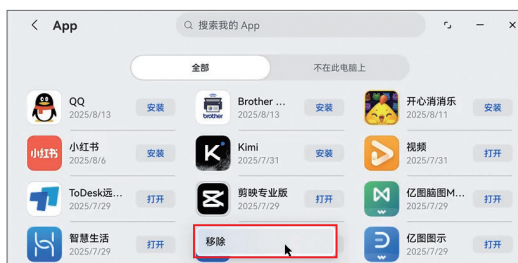 App
搜索我的 App
全部
不在此电脑上
QQ
2025/8/13
安装
brother
Brother ...
2025/8/13
安装
开心消消乐
2025/8/11
安装
小红书
小红书
2025/8/6
安装
Kimi
2025/7/31
安装
视频
2025/7/31
打开
ToDesk远...
2025/7/29
打开
剪映专业版
2025/7/29
打开
亿图脑图M...
2025/7/29
打开
智慧生活
2025/7/29
打开
移除
亿图图示
2025/7/29
打开